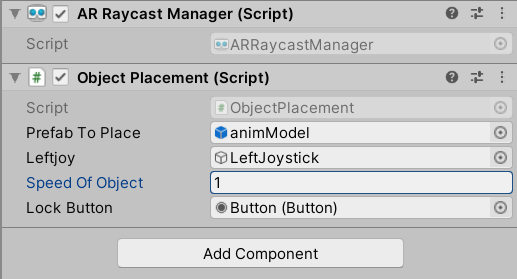 AR Raycast Manager (Script)
Script ARRaycastManager
Object Placement (Script)
Script ObjectPlacement
Prefab To Place animModel
Leftjoy LeftJoystick
Speed Of Object 1
Lock Button Button (Button)
Add Component